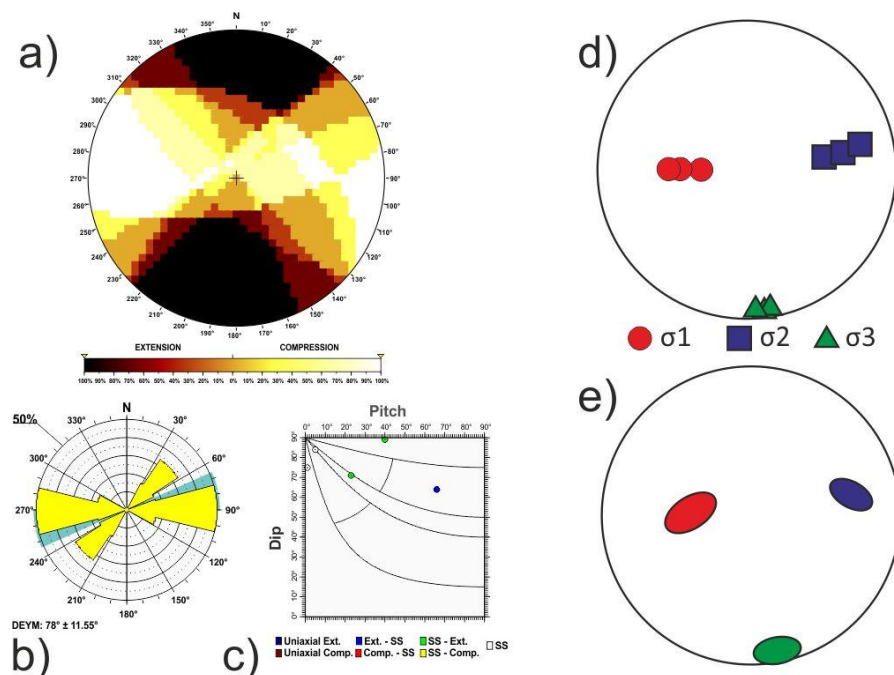 a)
N
340° 350° 10° 20°
330° 30°
320° 40°
310° 50°
300° 60°
290° 70°
280° 80°
270° 90°
260° 100°
250° 110°
240° 120°
230° 130°
220° 140°
210° 150°
200° 190° 180° 170° 160°
EXTENSION COMPRESSION
100% 90% 80% 70% 60% 50% 40% 30% 20% 10% 0% 10% 20% 30% 40% 50% 60% 70% 80% 90% 100%
50%
N
330° 30°
300° 60°
270° 90°
240° 120°
210° 150°
180°
DEYM: 78° ± 11.55°
b)
Pitch
0° 10° 20° 30° 40° 50° 60° 70° 80° 90°
90°
80°
70°
60°
50°
40°
30°
20°
10°
0°
Dip
c)
Uniaxial Ext. Ext. - SS SS - Ext. SS
Uniaxial Comp. Comp. - SS SS - Comp.
d)
σ1 σ2 σ3
e)